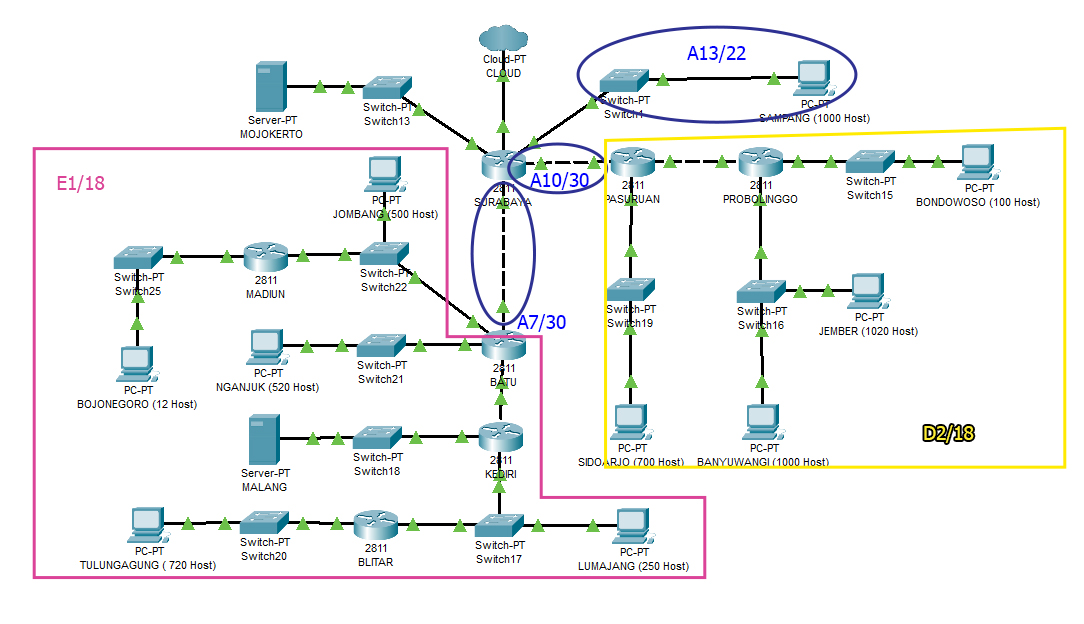 Cloud-PT
CLOUD
A13/22
Switch-PT
Switch13
Server-PT
MOJOKERTO
Switch-PT
Switch4
PC-PT
SAMPANG (1000 Host)
E1/18
PC-PT
JOMBANG (500 Host)
2811
SURABAYA
A10/30
2811
PASURUAN
2811
PROBOLINGGO
Switch-PT
Switch15
PC-PT
BONDOWOSO (100 Host)
Switch-PT
Switch25
2811
MADIUN
Switch-PT
Switch22
A7/30
Switch-PT
Switch19
Switch-PT
Switch16
PC-PT
JEMBER (1020 Host)
PC-PT
BOJONEGORO (12 Host)
PC-PT
NGANJUK (520 Host)
Switch-PT
Switch21
2811
BATU
D2/18
PC-PT
SIDOARJO (700 Host)
PC-PT
BANYUWANGI (1000 Host)
Server-PT
MALANG
Switch-PT
Switch18
2811
KEDIRI
PC-PT
TULUNGAGUNG ( 720 Host)
Switch-PT
Switch20
2811
BLITAR
Switch-PT
Switch17
PC-PT
LUMAJANG (250 Host)